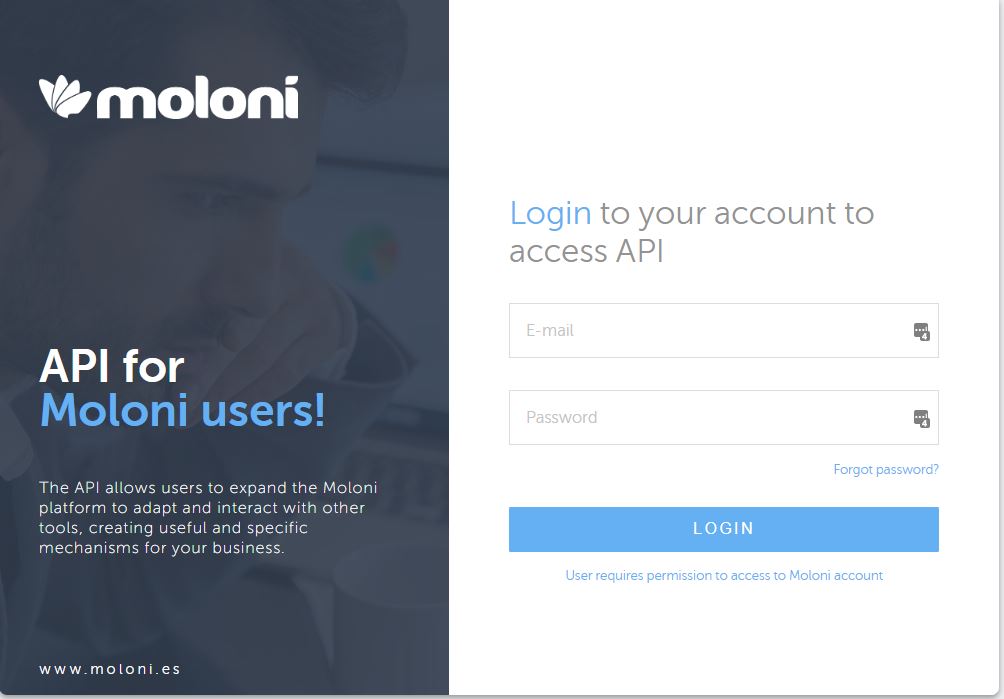 moloni
API for
Moloni users!
The API allows users to expand the Moloni
platform to adapt and interact with other
tools, creating useful and specific
mechanisms for your business.
www.moloni.es
Login to your account to
access API
E-mail
4
Password
4
Forgot password?
LOGIN
User requires permission to access to Moloni account